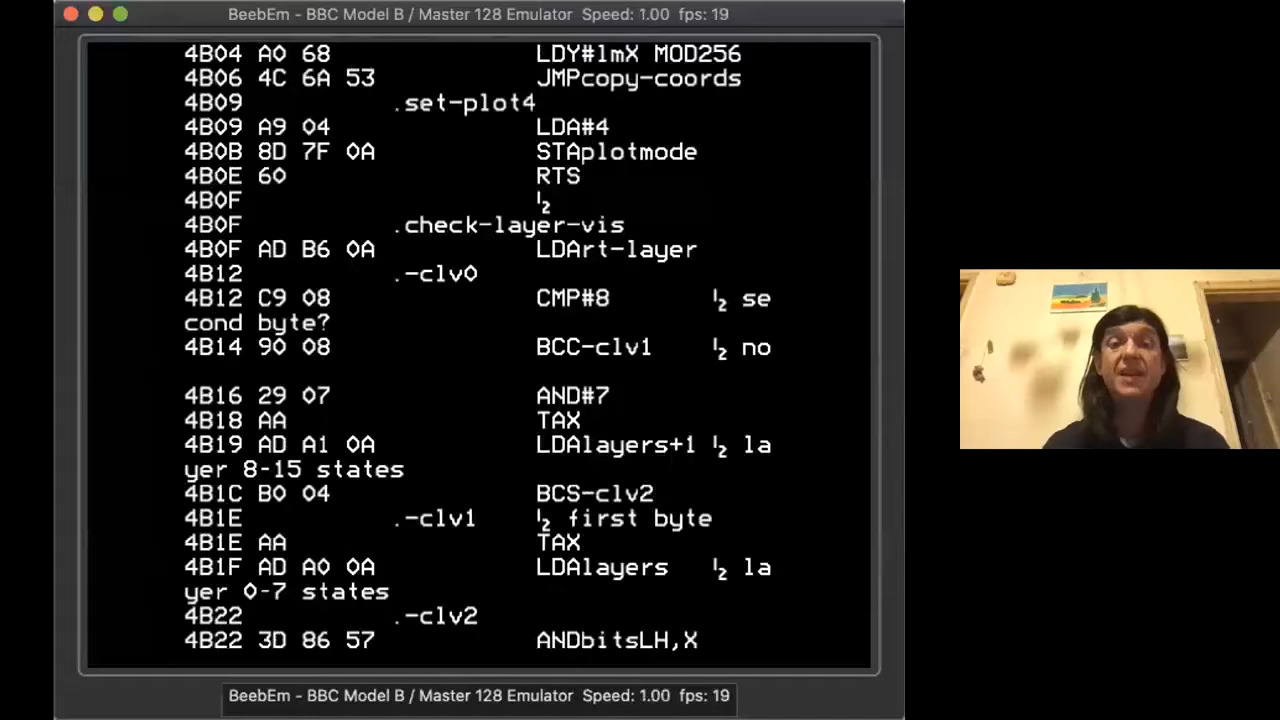 BeebEm - BBC Model B / Master 128 Emulator Speed: 1.00 fps: 19
4B04 A0 68 LDY#lmX MOD256
4B06 4C 6A 53 JMPcopy-coords
4B09 .set-plot4
4B09 A9 04 LDA#4
4B0B 8D 7F 0A STAplotmode
4B0E 60 RTS
4B0F ½
4B0F .check-layer-vis
4B0F AD B6 0A LDArt-layer
4B12 .-clv0
4B12 C9 08 CMP#8 ½ se
cond byte?
4B14 90 08 BCC-clv1 ½ no
4B16 29 07 AND#7
4B18 AA TAX
4B19 AD A1 0A LDAlayers+1 ½ la
yer 8-15 states
4B1C B0 04 BCS-clv2
4B1E .-clv1 ½ first byte
4B1E AA TAX
4B1F AD A0 0A LDAlayers ½ la
yer 0-7 states
4B22 .-clv2
4B22 3D 86 57 ANDbitsLH,X
BeebEm - BBC Model B / Master 128 Emulator Speed: 1.00 fps: 19